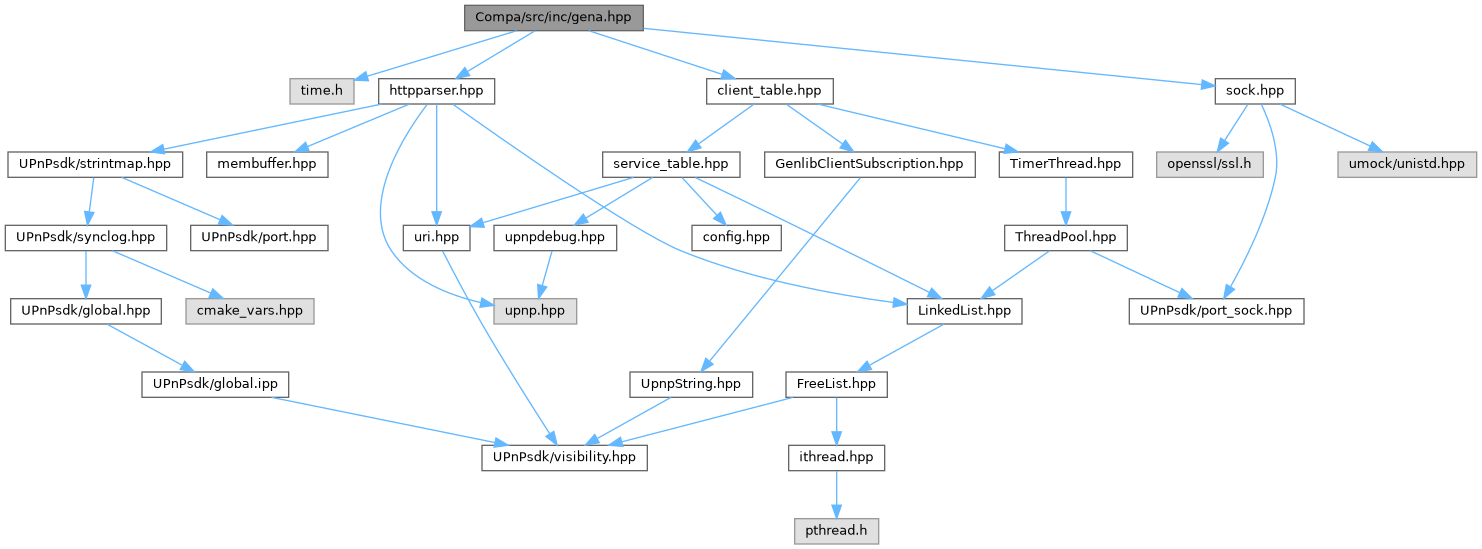 Compa/src/inc/gena.hpp
time.h
httpparser.hpp
client_table.hpp
sock.hpp
UPnPsdk/strintmap.hpp
membuffer.hpp
service_table.hpp
GenlibClientSubscription.hpp
TimerThread.hpp
openssl/ssl.h
umock/unistd.hpp
UPnPsdk/synclog.hpp
UPnPsdk/port.hpp
uri.hpp
upnpdebug.hpp
config.hpp
ThreadPool.hpp
UPnPsdk/global.hpp
cmake_vars.hpp
upnp.hpp
LinkedList.hpp
UPnPsdk/port_sock.hpp
UPnPsdk/global.ipp
UpnpString.hpp
FreeList.hpp
UPnPsdk/visibility.hpp
ithread.hpp
pthread.h